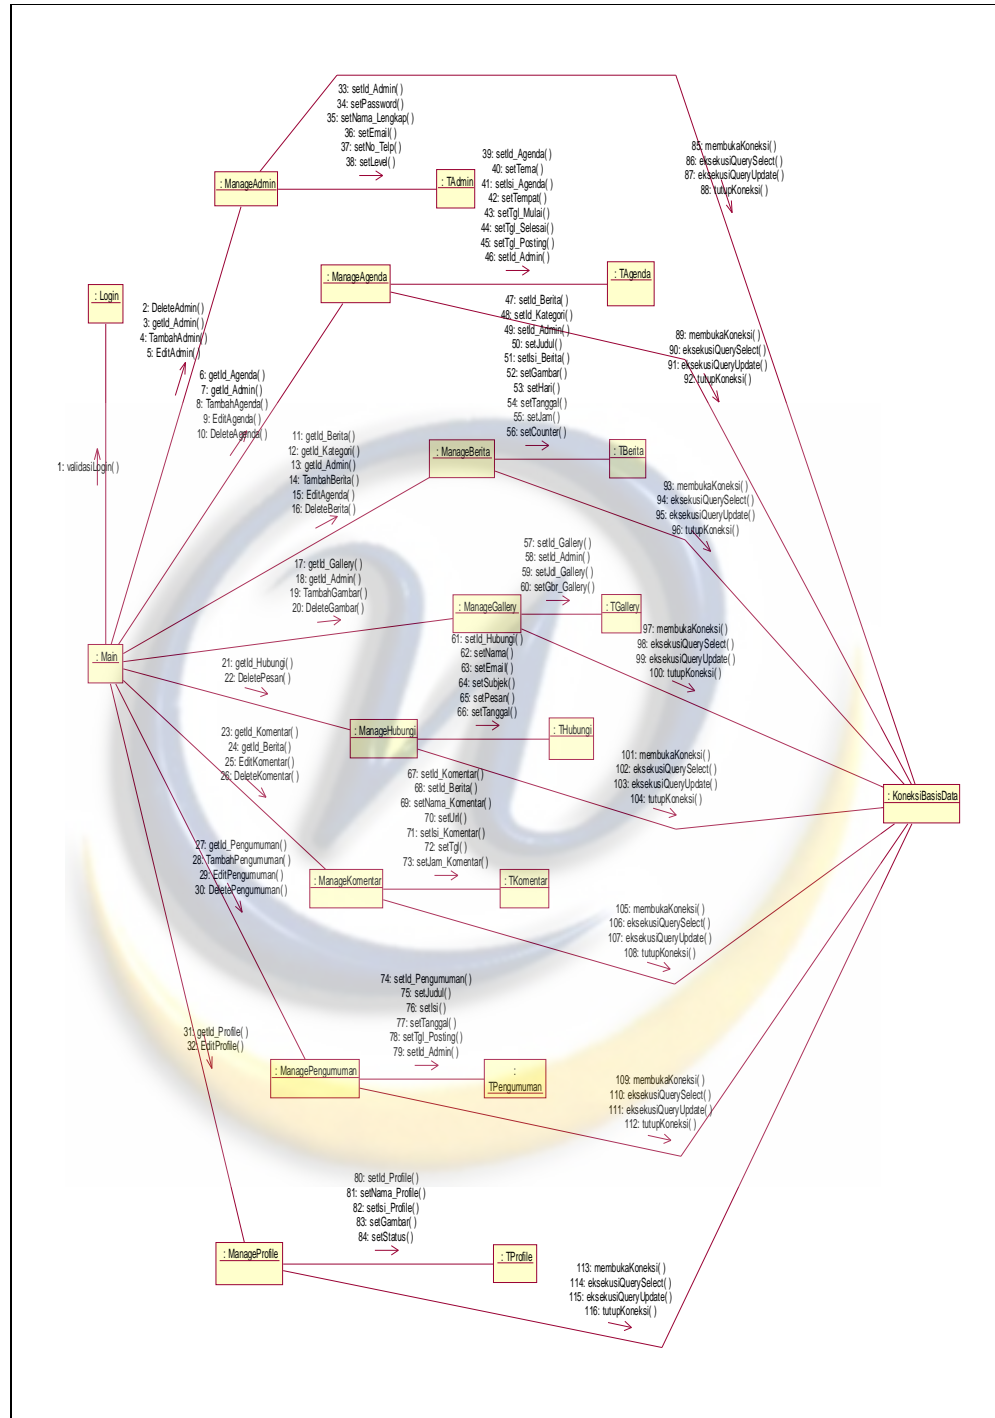 33: setId_Admin( )
34: setPassword( )
35: setNama_Lengkap( )
36: setEmail( )
37: setNo_Telp( )
38: setLevel( )
: ManageAdmin
: TAdmin
39: setId_Agenda( )
40: setTema( )
41: setIsi_Agenda( )
42: setTempat( )
43: setTgl_Mulai( )
44: setTgl_Selesai( )
45: setTgl_Posting( )
46: setId_Admin( )
85: membukaKoneksi( )
86: eksekusiQuerySelect( )
87: eksekusiQueryUpdate( )
88: tutupKoneksi( )
: ManageAgenda
: TAgenda
: Login
2: DeleteAdmin( )
3: getId_Admin( )
4: TambahAdmin( )
5: EditAdmin( )
47: setId_Berita( )
48: setId_Kategori( )
49: setId_Admin( )
50: setJudul( )
51: setIsi_Berita( )
52: setGambar( )
53: setHari( )
54: setTanggal( )
55: setJam( )
56: setCounter( )
89: membukaKoneksi( )
90: eksekusiQuerySelect( )
91: eksekusiQueryUpdate( )
92: tutupKoneksi( )
6: getId_Agenda( )
7: getId_Admin( )
8: TambahAgenda( )
9: EditAgenda( )
10: DeleteAgenda( )
11: getId_Berita( )
12: getId_Kategori( )
13: getId_Admin( )
14: TambahBerita( )
15: EditAgenda( )
16: DeleteBerita( )
: ManageBerita
: TBerita
1: validasiLogin( )
93: membukaKoneksi( )
94: eksekusiQuerySelect( )
95: eksekusiQueryUpdate( )
96: tutupKoneksi( )
17: getId_Gallery( )
18: getId_Admin( )
19: TambahGambar( )
20: DeleteGambar( )
57: setId_Gallery( )
58: setId_Admin( )
59: setJdl_Gallery( )
60: setGbr_Gallery( )
: ManageGallery
: TGallery
: Main
61: setId_Hubungi( )
62: setNama( )
63: setEmail( )
64: setSubjek( )
65: setPesan( )
66: setTanggal( )
97: membukaKoneksi( )
98: eksekusiQuerySelect( )
99: eksekusiQueryUpdate( )
100: tutupKoneksi( )
21: getId_Hubungi( )
22: DeletePesan( )
: ManageHubungi
: THubungi
23: getId_Komentar( )
24: getId_Berita( )
25: EditKomentar( )
26: DeleteKomentar( )
101: membukaKoneksi( )
102: eksekusiQuerySelect( )
103: eksekusiQueryUpdate( )
104: tutupKoneksi( )
: KoneksiBasisData
67: setId_Komentar( )
68: setId_Berita( )
69: setNama_Komentar( )
70: setUrl( )
71: setIsi_Komentar( )
72: setTgl( )
73: setJam_Komentar( )
27: getId_Pengumuman( )
28: TambahPengumuman( )
29: EditPengumuman( )
30: DeletePengumuman( )
: ManageKomentar
: TKomentar
105: membukaKoneksi( )
106: eksekusiQuerySelect( )
107: eksekusiQueryUpdate( )
108: tutupKoneksi( )
74: setId_Pengumuman( )
75: setJudul( )
76: setIsi( )
77: setTanggal( )
78: setTgl_Posting( )
79: setId_Admin( )
31: getId_Profile( )
32: EditProfile( )
: ManagePengumuman
:
TPengumuman
109: membukaKoneksi( )
110: eksekusiQuerySelect( )
111: eksekusiQueryUpdate( )
112: tutupKoneksi( )
80: setId_Profile( )
81: setNama_Profile( )
82: setIsi_Profile( )
83: setGambar( )
84: setStatus( )
: ManageProfile
: TProfile
113: membukaKoneksi( )
114: eksekusiQuerySelect( )
115: eksekusiQueryUpdate( )
116: tutupKoneksi( )